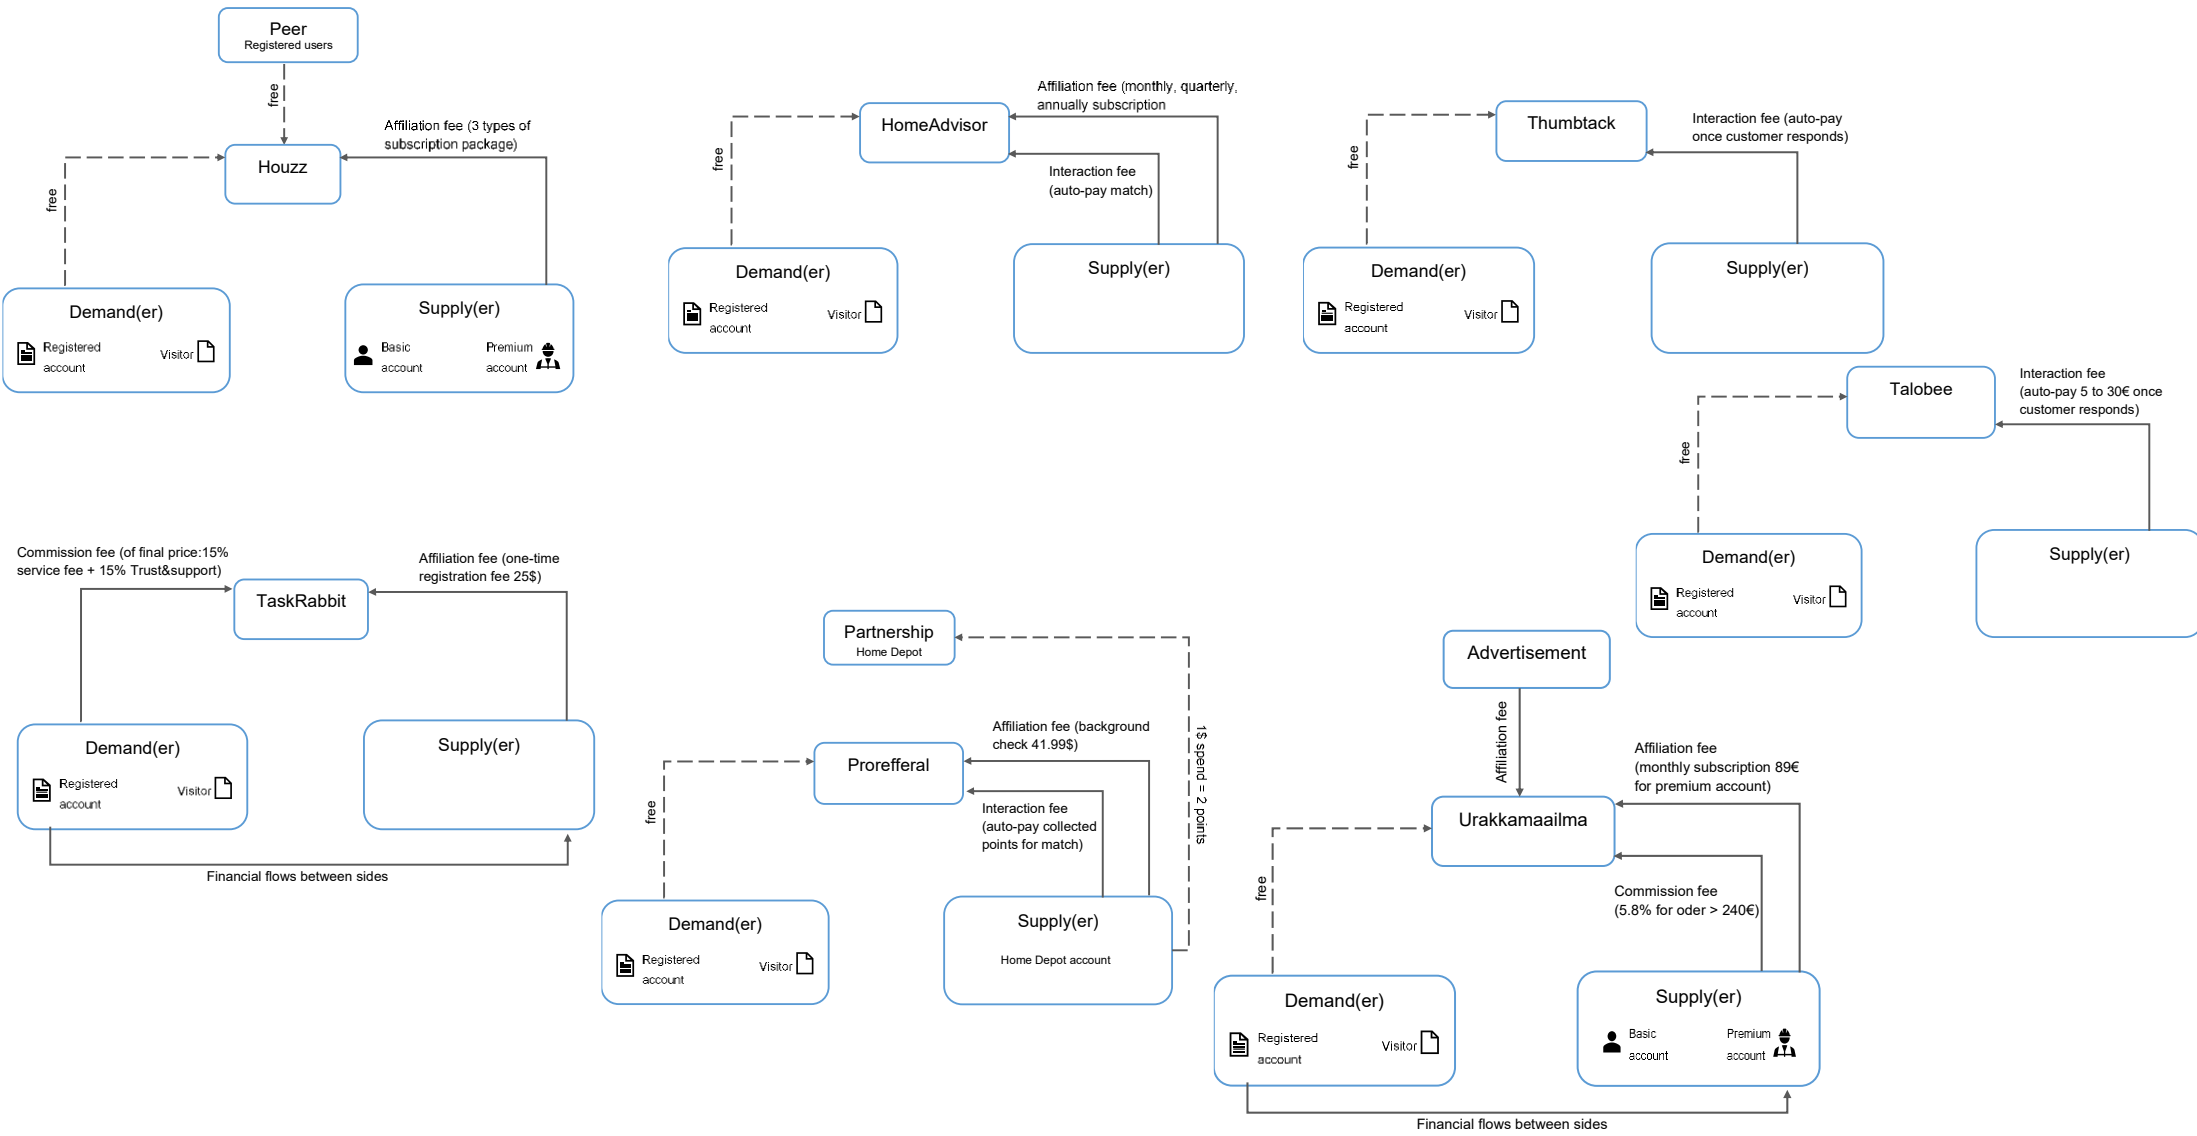 Peer
Registered users
free
Affiliation fee (3 types of
subscription package)
Houzz
free
Demand(er)
Registered
account
Visitor
Supply(er)
Basic
account
Premium
account
Affiliation fee (monthly, quarterly,
annually subscription
HomeAdvisor
free
Interaction fee
(auto-pay match)
Demand(er)
Registered
account
Visitor
Supply(er)
Thumbtack
Interaction fee (auto-pay
once customer responds)
free
Demand(er)
Registered
account
Visitor
Supply(er)
Talobee
Interaction fee
(auto-pay 5 to 30€ once
customer responds)
free
Demand(er)
Registered
account
Visitor
Supply(er)
Commission fee (of final price:15%
service fee + 15% Trust&support)
Affiliation fee (one-time
registration fee 25$)
TaskRabbit
Demand(er)
Registered
account
Visitor
Supply(er)
Financial flows between sides
Partnership
Home Depot
Affiliation fee (background
check 41.99$)
1$ spend = 2 points
Prorefferal
free
Interaction fee
(auto-pay collected
points for match)
Demand(er)
Registered
account
Visitor
Supply(er)
Home Depot account
Advertisement
Affiliation fee
Affiliation fee
(monthly subscription 89€
for premium account)
Urakkamaailma
free
Commission fee
(5.8% for oder > 240€)
Demand(er)
Registered
account
Visitor
Supply(er)
Basic
account
Premium
account
Financial flows between sides